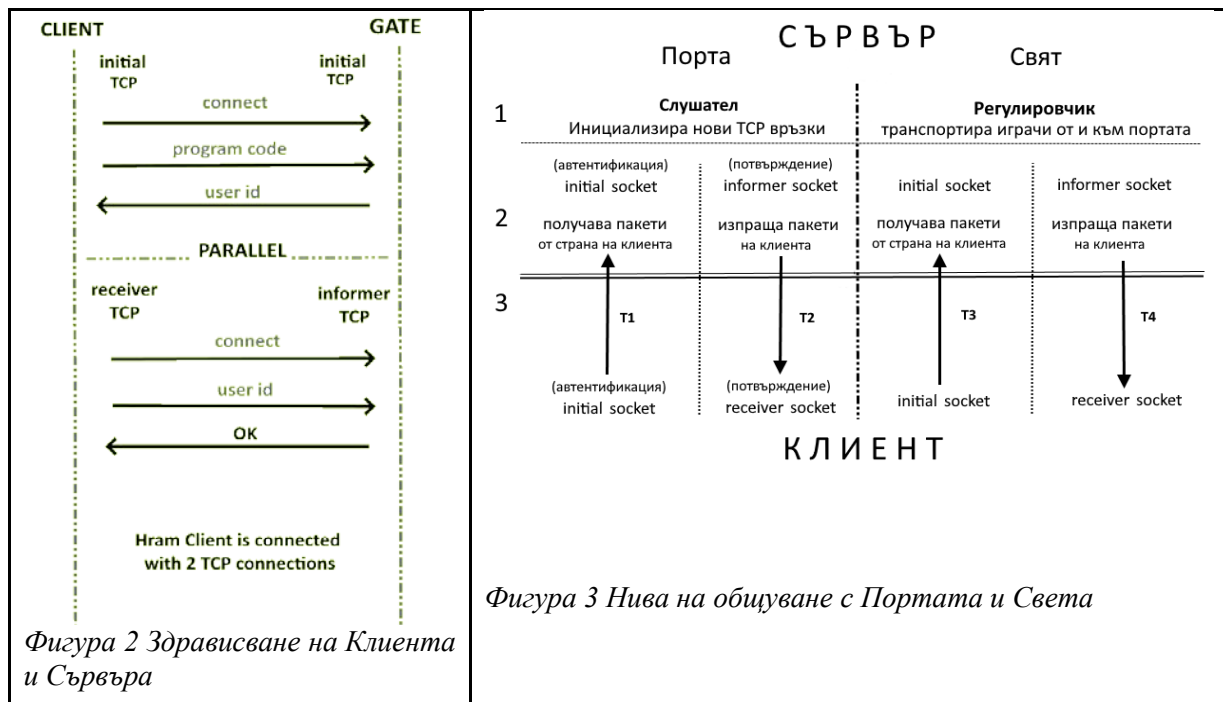 CLIENT
GATE
initial
TCP
initial
TCP
connect
program code
user id
PARALLEL
receiver
TCP
informer
TCP
connect
user id
OK
Hram Client is connected
with 2 TCP connections
Фигура 2 Здрависване на Клиента
и Сървъра
СЪРВЪР
Порта
Свят
1
Слушател
Инициализира нови TCP връзки
Регулировчик
транспортира играчи от и към портата
2
(автентификация)
initial socket
получава пакети
от страна на клиента
(потвърждение)
informer socket
изпраща пакети
на клиента
initial socket
получава пакети
от страна на клиента
informer socket
изпраща пакети
на клиента
3
T1
T2
T3
T4
(автентификация)
initial socket
(потвърждение)
receiver socket
initial socket
receiver socket
КЛИЕНТ
Фигура 3 Нива на общуване с Портата и Света